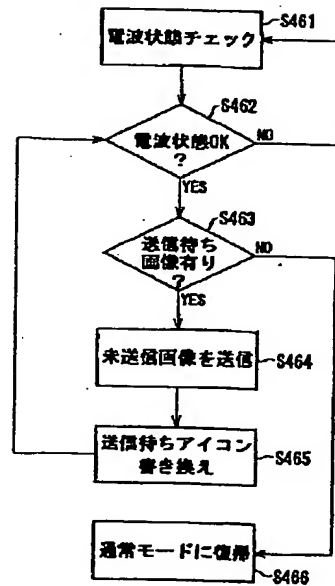 S461
電波状態チェック
S462
電波状態OK
?
NO
YES
S463
送信待ち
画像有り
?
NO
YES
未送信画像を送信
S464
送信待ちアイコン
書き換え
S465
通常モードに復帰
S466